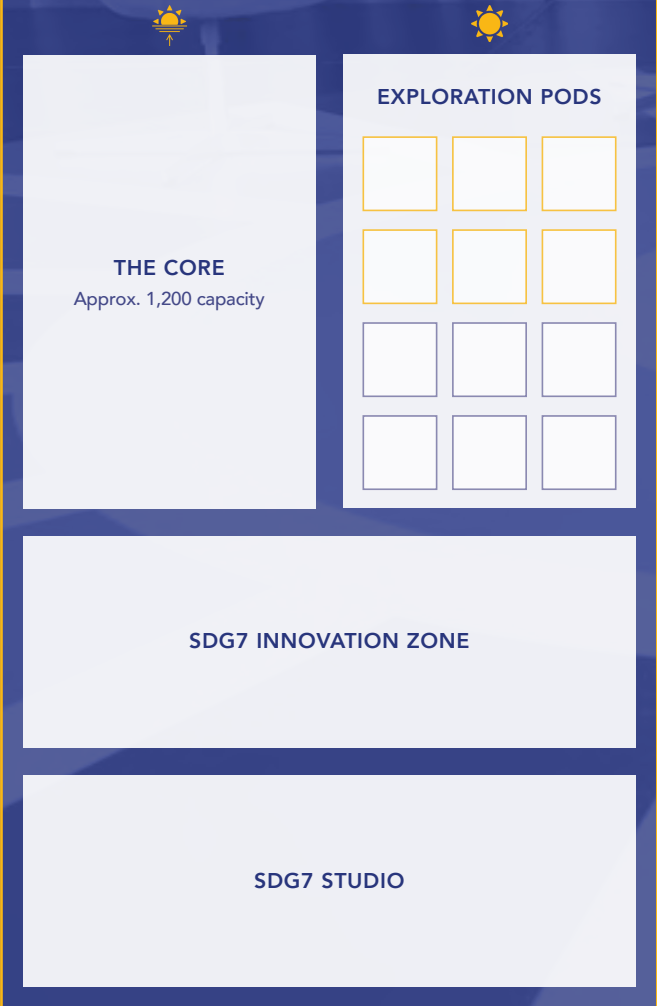 THE CORE
Approx. 1,200 capacity
EXPLORATION PODS
SDG7 INNOVATION ZONE
SDG7 STUDIO